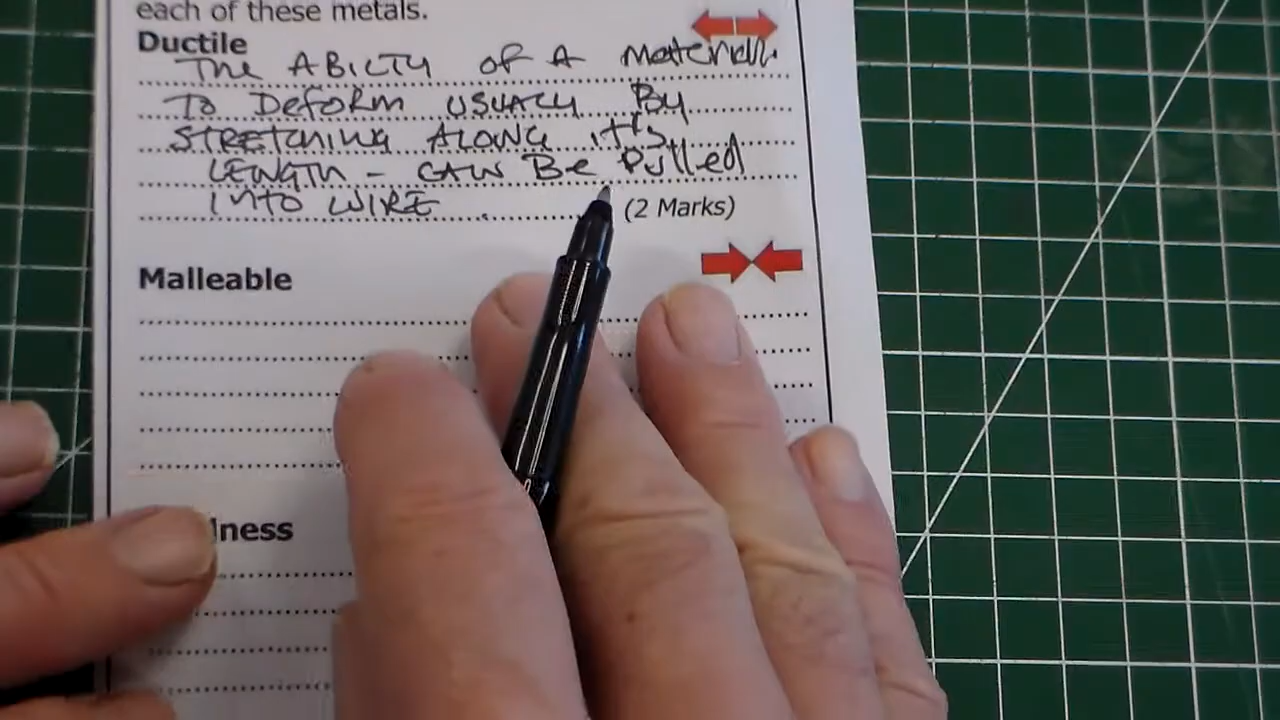 each of these metals.
Ductile
The ABILTY of A Material
To Deform USUALLY By
STRETCHING ALONG it's
LENGTH - CAN Be Pulled
INTO WIRE (2 Marks)
Malleable
ness